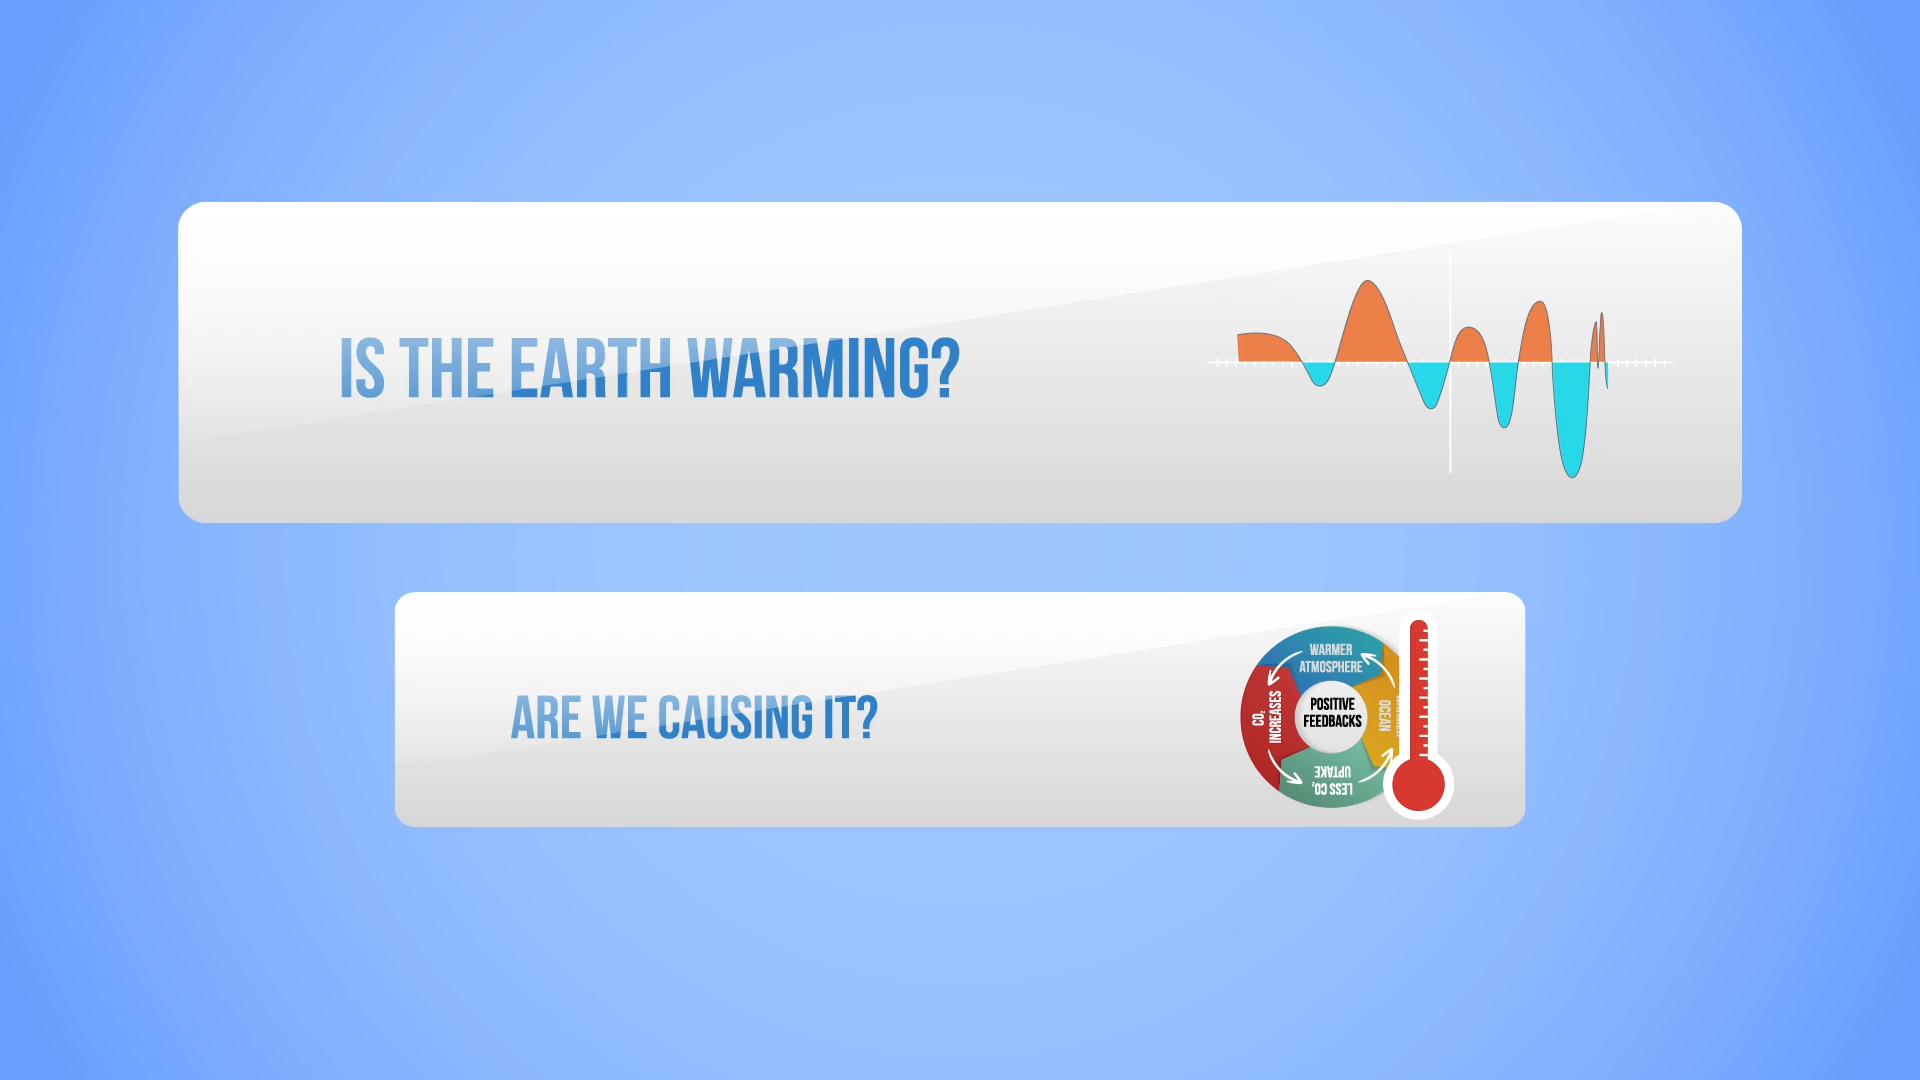 IS THE EARTH WARMING?
ARE WE CAUSING IT?
WARMER
ATMOSPHERE
POSITIVE
FEEDBACKS
CO₂
INCREASES
OCEAN
LESS CO₂
UPTAKE